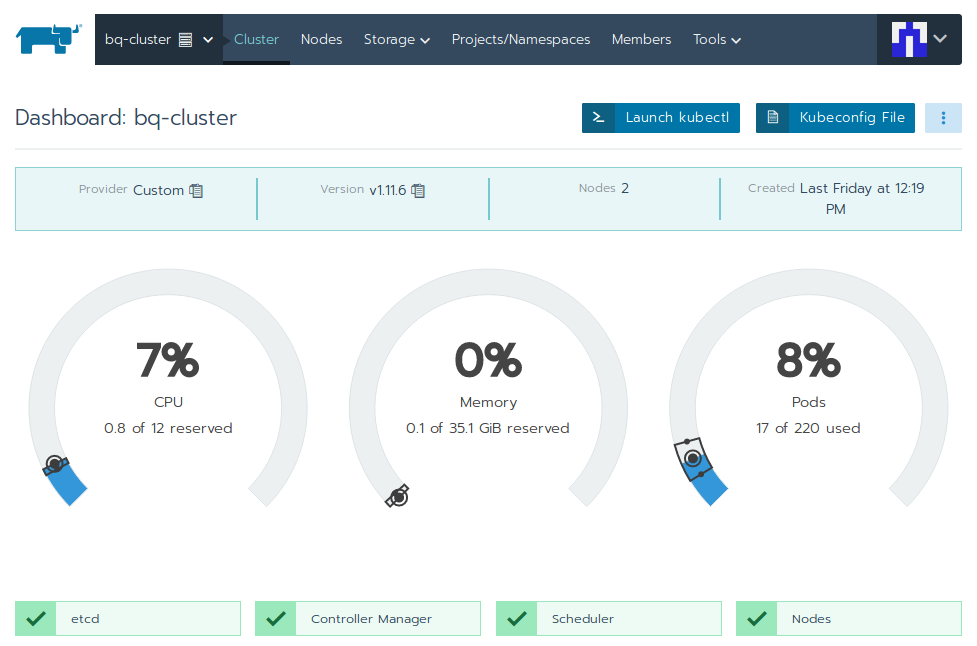 bq-cluster Cluster Nodes Storage Projects/Namespaces Members Tools
Dashboard: bq-cluster
Launch kubectl
Kubeconfig File
Provider Custom
Version v1.11.6
Nodes 2
Created Last Friday at 12:19
PM
7%
CPU
0.8 of 12 reserved
0%
Memory
0.1 of 35.1 GiB reserved
8%
Pods
17 of 220 used
etcd
Controller Manager
Scheduler
Nodes